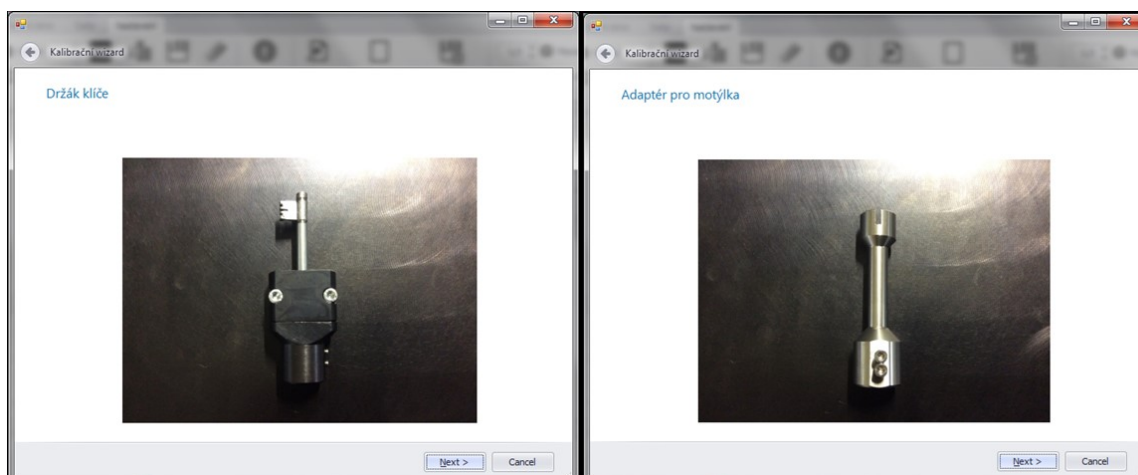 Kalibrační wizard
Držák klíče
Next >
Cancel
Kalibrační wizard
Adaptér pro motýlka
Next >
Cancel